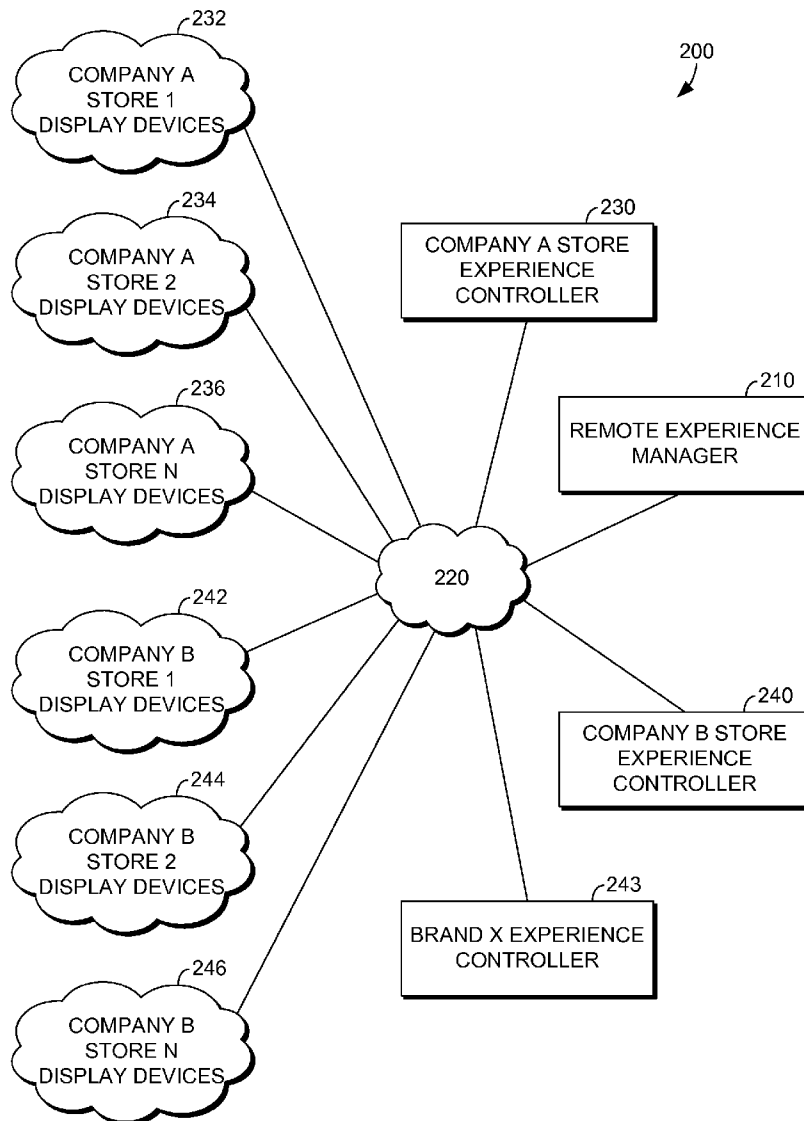 232
COMPANY A
STORE 1
DISPLAY DEVICES
200
234
COMPANY A
STORE 2
DISPLAY DEVICES
230
COMPANY A STORE
EXPERIENCE
CONTROLLER
236
COMPANY A
STORE N
DISPLAY DEVICES
210
REMOTE EXPERIENCE
MANAGER
220
242
COMPANY B
STORE 1
DISPLAY DEVICES
240
COMPANY B STORE
EXPERIENCE
CONTROLLER
244
COMPANY B
STORE 2
DISPLAY DEVICES
243
BRAND X EXPERIENCE
CONTROLLER
246
COMPANY B
STORE N
DISPLAY DEVICES